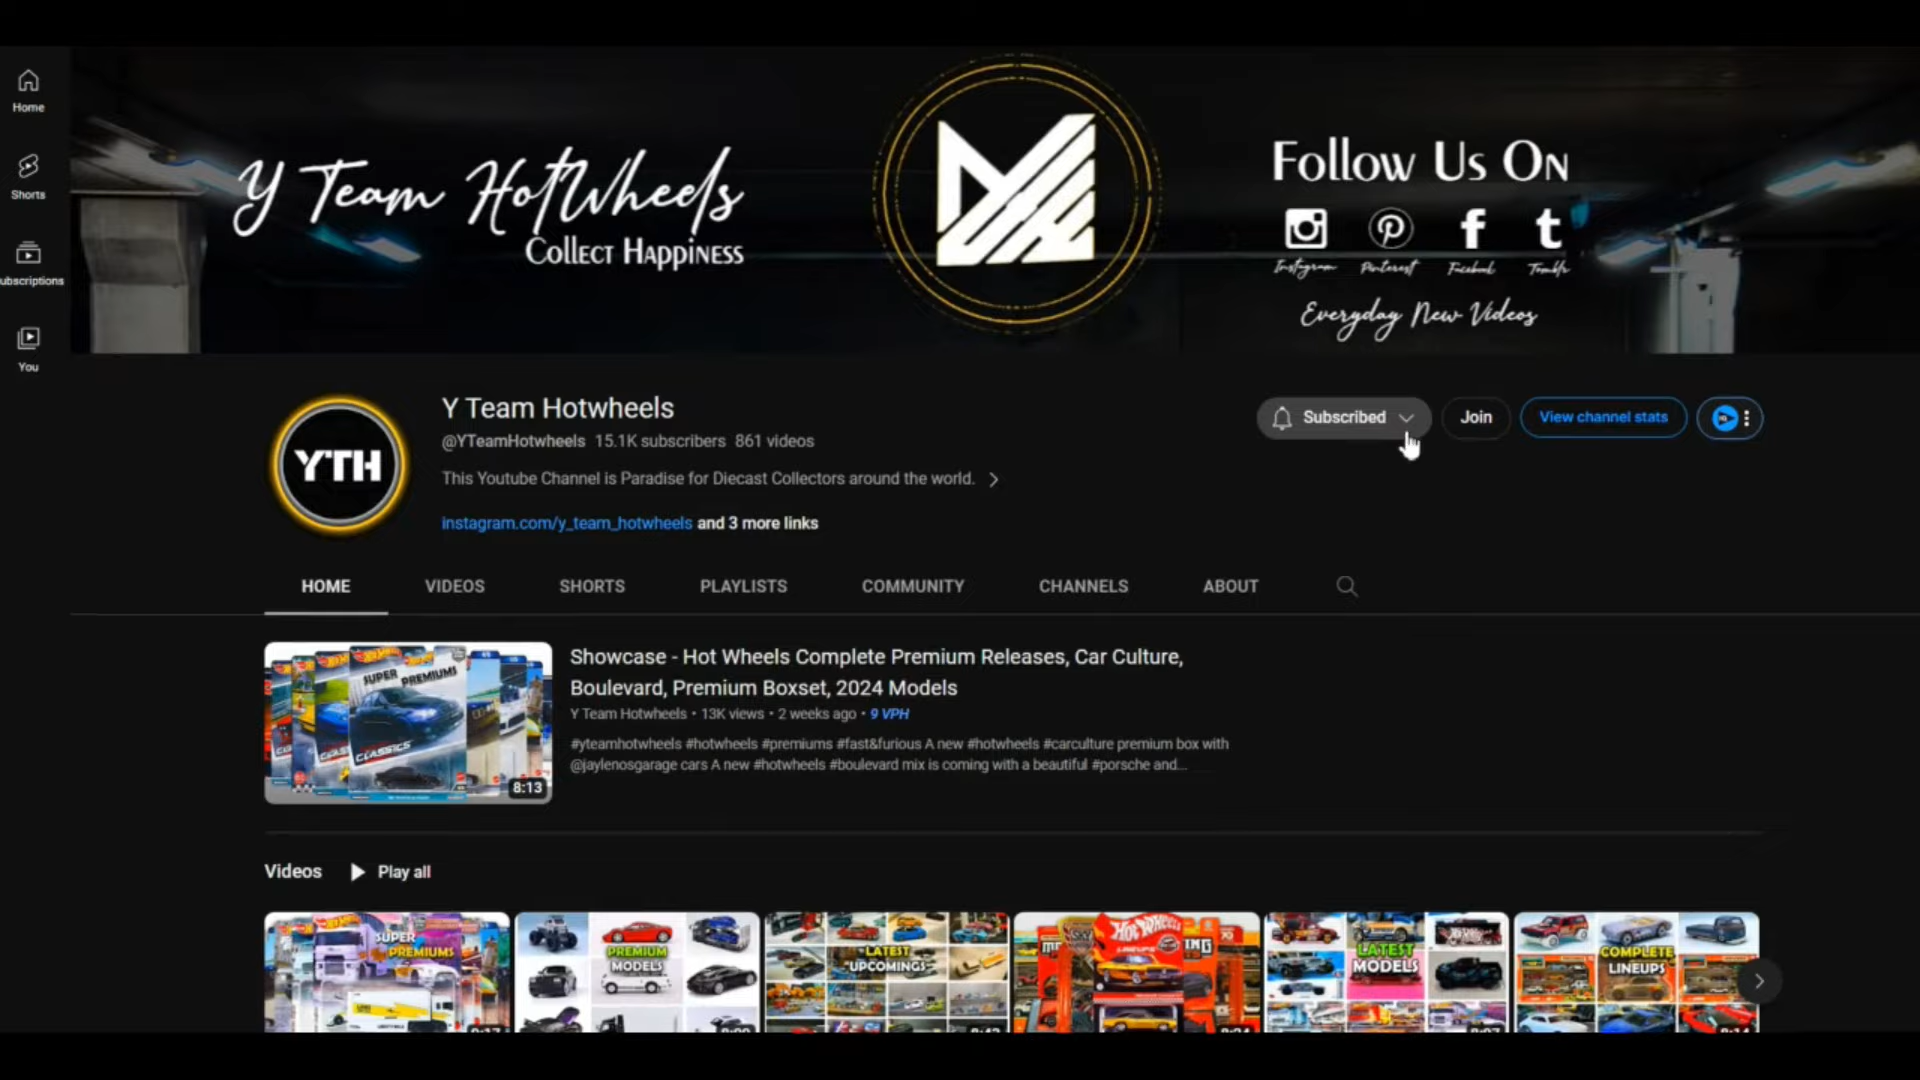 Home
Shorts
ubscriptions
You
Y Team HotWheels
Collect Happiness
Follow Us On
Instagram Pinterest Facebook Tumblr
Everyday New Videos
YTH
Y Team Hotwheels
@YTeamHotwheels 15.1K subscribers 861 videos
This Youtube Channel is Paradise for Diecast Collectors around the world.
instagram.com/y_team_hotwheels and 3 more links
Subscribed
Join
View channel stats
HOME VIDEOS SHORTS PLAYLISTS COMMUNITY CHANNELS ABOUT
SUPER PREMIUMS
CLASSICS
8:13
Showcase - Hot Wheels Complete Premium Releases, Car Culture,
Boulevard, Premium Boxset, 2024 Models
Y Team Hotwheels • 13K views • 2 weeks ago • 9 VPH
#yteamhotwheels #hotwheels #premiums #fast&furious A new #hotwheels #carculture premium box with
@jaylenosgarage cars A new #hotwheels #boulevard mix is coming with a beautiful #porsche and...
Videos Play all
SUPER
PREMIUMS
PREMIUM
MODELS
LATEST
UPCOMINGS
HOT WHEELS
LATEST
MODELS
COMPLETE
LINEUPS